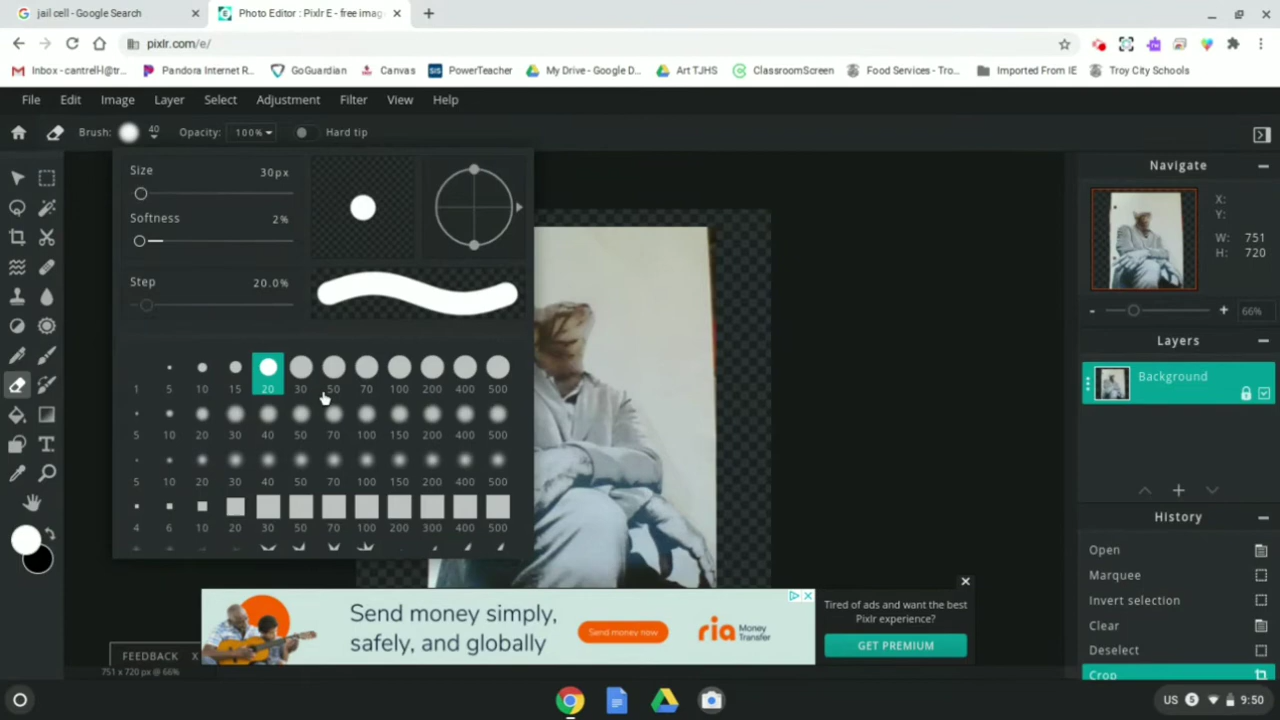 jail cell - Google Search
Photo Editor : Pixlr E - free imag
pixlr.com/e/
Inbox - cantrell-l@tr...
Pandora Internet R...
GoGuardian
Canvas
SIS PowerTeacher
My Drive - Google D...
Art TJHS
ClassroomScreen
Food Services - Tro...
Imported From IE
Troy City Schools
File Edit Image Layer Select Adjustment Filter View Help
Brush: 40 Opacity: 100% Hard tip
Size 30px
Softness 2%
Step 20.0%
1 5 10 15 20 30 50 70 100 200 400 500
5 10 20 30 40 50 70 100 150 200 400 500
5 10 20 30 40 50 70 100 150 200 400 500
4 6 10 20 30 50 70 100 200 300 400 500
Navigate
X:
Y:
W: 751
H: 720
- + 66%
Layers
Background
History
Open
Marquee
Invert selection
Clear
Deselect
Crop
Send money simply,
safely, and globally
Send money now
ria Money
Transfer
Tired of ads and want the best
Pixlr experience?
GET PREMIUM
FEEDBACK X
751 x 720 px @ 66%
US 5 9:50